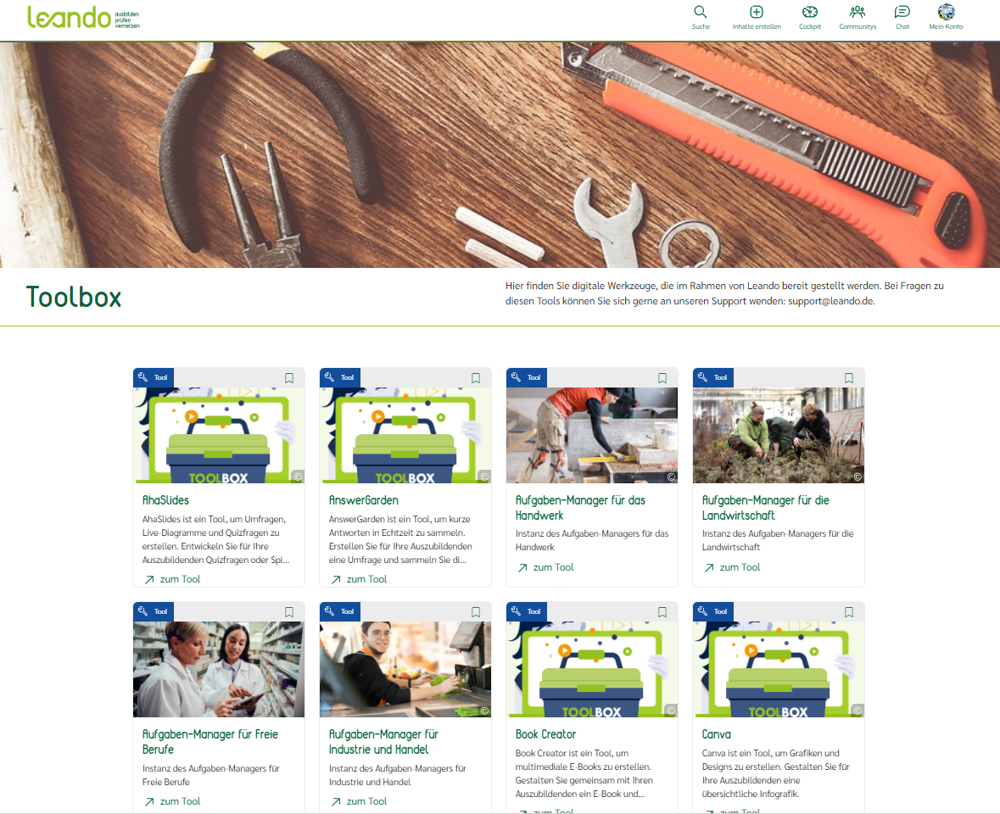 leando ausbilden
prüfen
vernetzen
Suche
Inhalte erstellen
Cockpit
Communitys
Chat
Mein Konto
Toolbox
Hier finden Sie digitale Werkzeuge, die im Rahmen von Leando bereit gestellt werden. Bei Fragen zu
diesen Tools können Sie sich gerne an unseren Support wenden: support@leando.de.
Tool
TOOLBOX
©
AhaSlides
AhaSlides ist ein Tool, um Umfragen,
Live-Diagramme und Quizfragen zu
erstellen. Entwickeln Sie für Ihre
Auszubildenden Quizfragen oder Spi...
zum Tool
Tool
TOOLBOX
©
AnswerGarden
AnswerGarden ist ein Tool, um kurze
Antworten in Echtzeit zu sammeln.
Erstellen Sie für Ihre Auszubildenden
eine Umfrage und sammeln Sie di...
zum Tool
Tool
©
Aufgaben-Manager für das
Handwerk
Instanz des Aufgaben-Managers für das
Handwerk
zum Tool
Tool
©
Aufgaben-Manager für die
Landwirtschaft
Instanz des Aufgaben-Managers für die
Landwirtschaft
zum Tool
Tool
Aufgaben-Manager für Freie
Berufe
Instanz des Aufgaben-Managers für
Freie Berufe
zum Tool
Tool
©
Aufgaben-Manager für
Industrie und Handel
Instanz des Aufgaben-Managers für
Industrie und Handel
zum Tool
Tool
TOOLBOX
©
Book Creator
Book Creator ist ein Tool, um
multimediale E-Books zu erstellen.
Gestalten Sie gemeinsam mit Ihren
Auszubildenden ein E-Book und...
zum Tool
Tool
TOOLBOX
©
Canva
Canva ist ein Tool, um Grafiken und
Designs zu erstellen. Gestalten Sie für
Ihre Auszubildenden eine
übersichtliche Infografik.
zum Tool